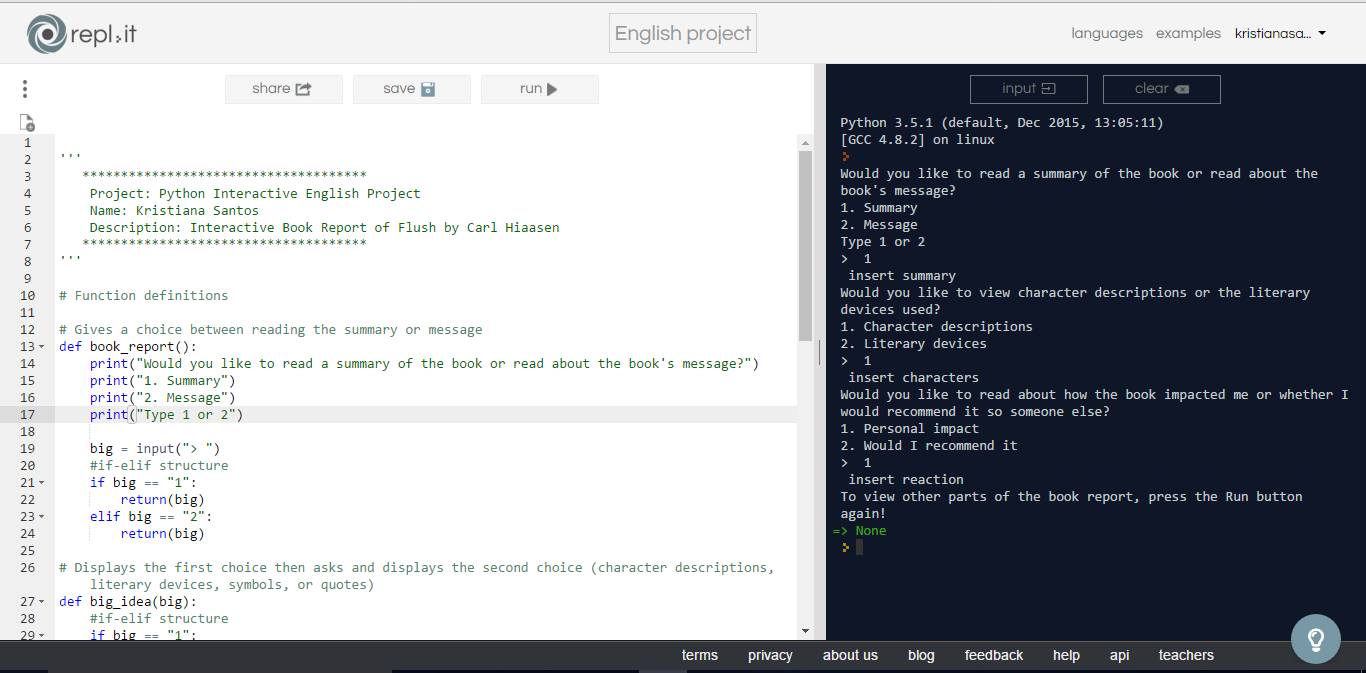 repl.it
English project
languages examples kristianasa...
share save run
input clear
1
2 '''
3 *************************************
4 Project: Python Interactive English Project
5 Name: Kristiana Santos
6 Description: Interactive Book Report of Flush by Carl Hiaasen
7 *************************************
8 '''
9
10 # Function definitions
11
12 # Gives a choice between reading the summary or message
13 def book_report():
14 print("Would you like to read a summary of the book or read about the book's message?")
15 print("1. Summary")
16 print("2. Message")
17 print("Type 1 or 2")
18
19 big = input("> ")
20 #if-elif structure
21 if big == "1":
22 return(big)
23 elif big == "2":
24 return(big)
25
26 # Displays the first choice then asks and displays the second choice (character descriptions,
literary devices, symbols, or quotes)
27 def big_idea(big):
28 #if-elif structure
29 if big == "1":
Python 3.5.1 (default, Dec 2015, 13:05:11)
[GCC 4.8.2] on linux
Would you like to read a summary of the book or read about the
book's message?
1. Summary
2. Message
Type 1 or 2
> 1
insert summary
Would you like to view character descriptions or the literary
devices used?
1. Character descriptions
2. Literary devices
> 1
insert characters
Would you like to read about how the book impacted me or whether I
would recommend it so someone else?
1. Personal impact
2. Would I recommend it
> 1
insert reaction
To view other parts of the book report, press the Run button
again!
=> None
terms privacy about us blog feedback help api teachers